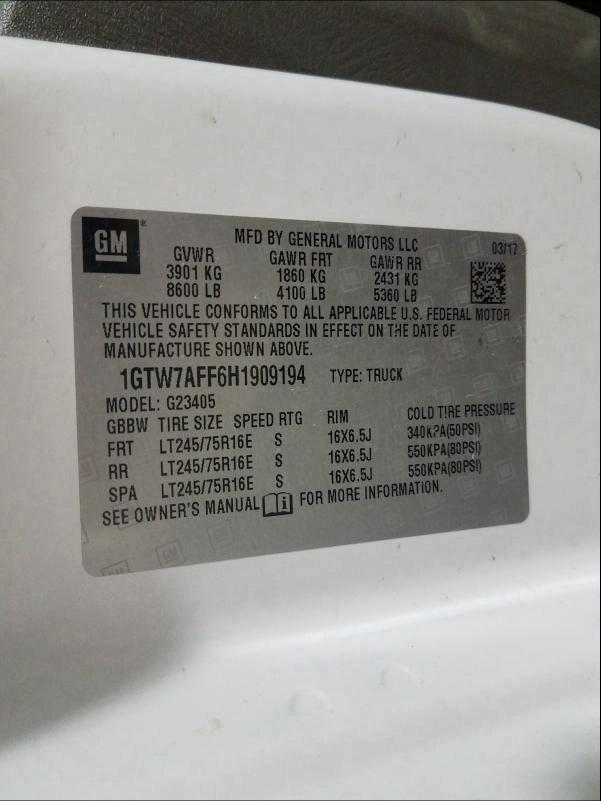 GM ®
MFD BY GENERAL MOTORS LLC 03/17
GVWR GAWR FRT GAWR RR
3901 KG 1860 KG 2431 KG
8600 LB 4100 LB 5360 LB
THIS VEHICLE CONFORMS TO ALL APPLICABLE U.S. FEDERAL MOTOR
VEHICLE SAFETY STANDARDS IN EFFECT ON THE DATE OF
MANUFACTURE SHOWN ABOVE.
1GTW7AFF6H1909194 TYPE: TRUCK
MODEL: G23405
GBBW TIRE SIZE SPEED RTG RIM COLD TIRE PRESSURE
FRT LT245/75R16E S 16X6.5J 340KPA(50PSI)
RR LT245/75R16E S 16X6.5J 550KPA(80PSI)
SPA LT245/75R16E S 16X6.5J 550KPA(80PSI)
SEE OWNER'S MANUAL i FOR MORE INFORMATION.
GM